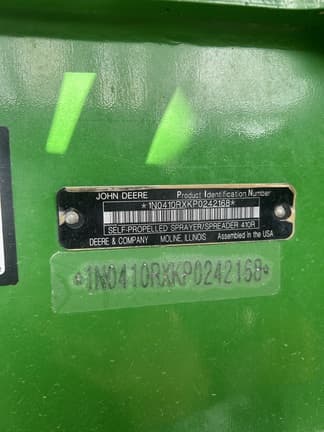 JOHN DEERE Product Identification Number
*1N0410RXKP0242168*
SELF-PROPELLED SPRAYER/SPREADER 410R
DEERE & COMPANY MOLINE, ILLINOIS Assembled in the USA
*1N0410RXKP0242168*